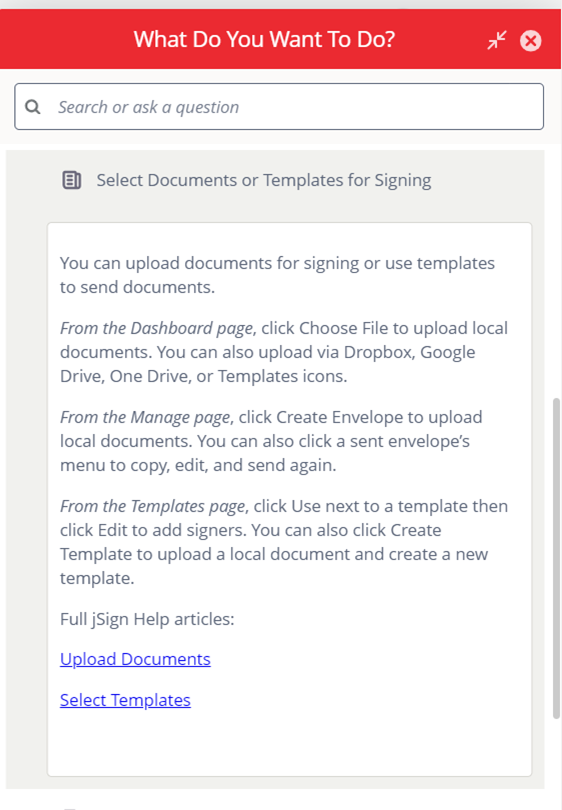 What Do You Want To Do?
Search or ask a question
Select Documents or Templates for Signing
You can upload documents for signing or use templates
to send documents.
From the Dashboard page, click Choose File to upload local
documents. You can also upload via Dropbox, Google
Drive, One Drive, or Templates icons.
From the Manage page, click Create Envelope to upload
local documents. You can also click a sent envelope’s
menu to copy, edit, and send again.
From the Templates page, click Use next to a template then
click Edit to add signers. You can also click Create
Template to upload a local document and create a new
template.
Full jSign Help articles:
Upload Documents
Select Templates